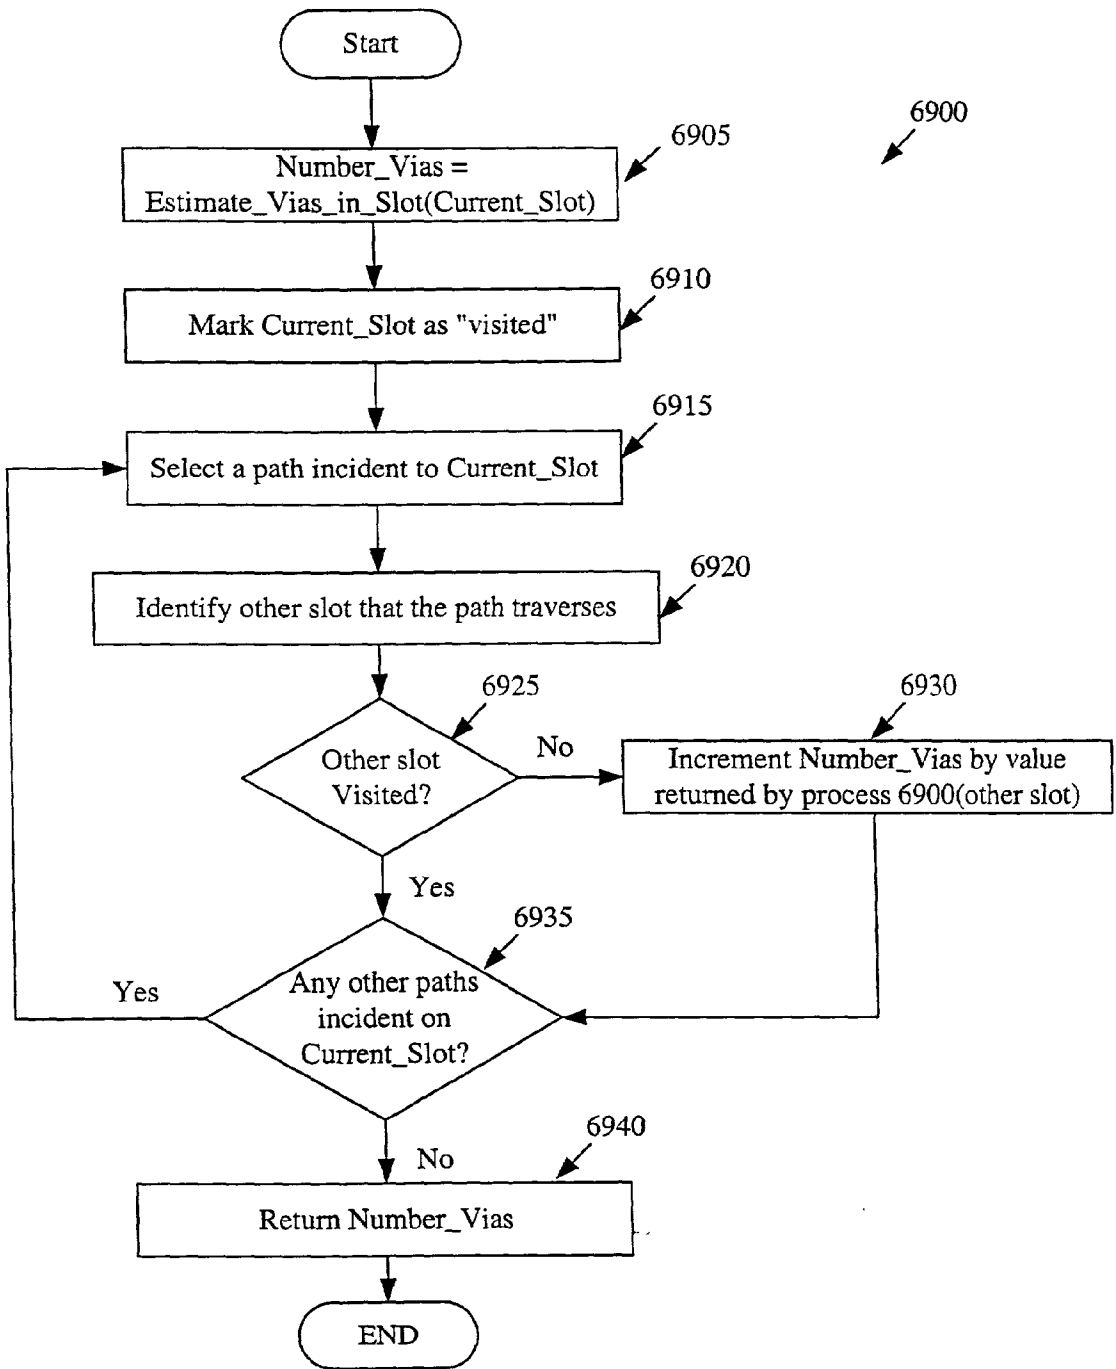 Start
6900
6905
Number_Vias =
Estimate_Vias_in_Slot(Current_Slot)
6910
Mark Current_Slot as "visited"
6915
Select a path incident to Current_Slot
6920
Identify other slot that the path traverses
6925
6930
Other slot
Visited?
No
Increment Number_Vias by value
returned by process 6900(other slot)
Yes
6935
Yes
Any other paths
incident on
Current_Slot?
6940
No
Return Number_Vias
END